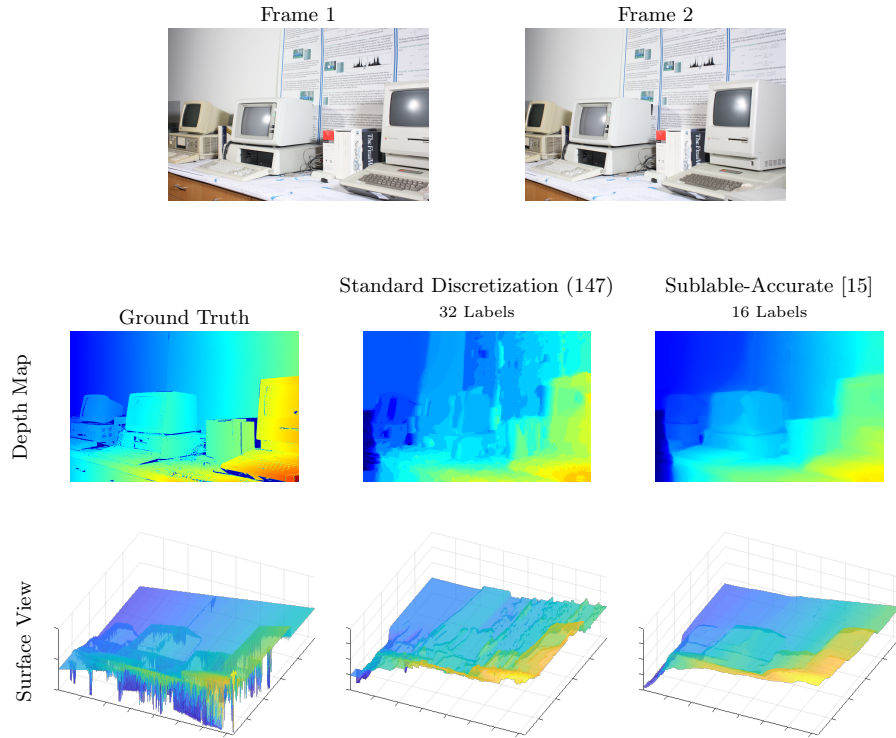 Frame 1
Frame 2
Standard Discretization (147)
32 Labels
Sublable-Accurate [15]
16 Labels
Ground Truth
Depth Map
Surface View